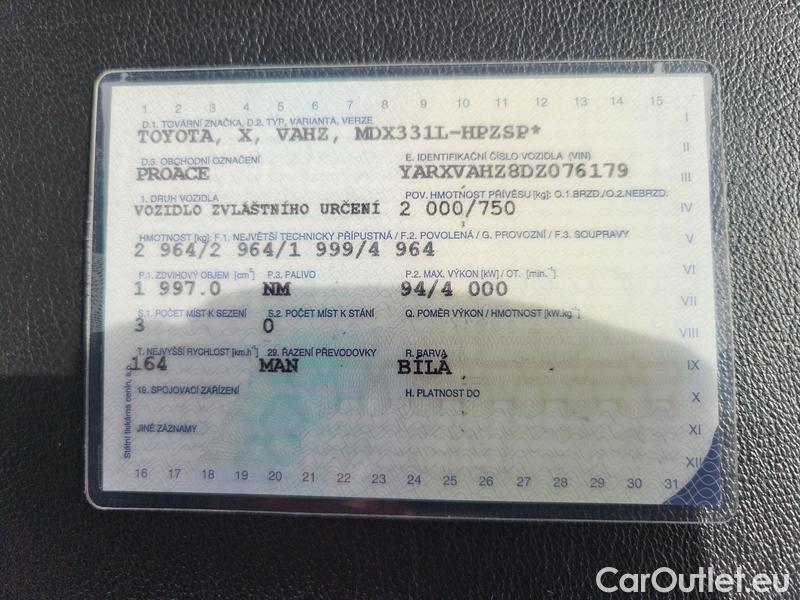 1 2 3 4 5 6 7 8 9 10 11 12 13 14 15
D.1. TOVÁRNÍ ZNAČKA, D.2. TYP, VARIANTA, VERZE
I
TOYOTA, X, VAHZ, MDX331L-HPZSP*
II
D.3. OBCHODNÍ OZNAČENÍ E. IDENTIFIKAČNÍ ČÍSLO VOZIDLA (VIN)
PROACE YARXVAHZ8DZ076179
III
1. DRUH VOZIDLA POV. HMOTNOST PŘÍVĚSU [kg]: O.1. BRZD./O.2. NEBRZD.
VOZIDLO ZVLÁŠTNÍHO URČENÍ 2 000/750
IV
HMOTNOST [kg]: F.1. NEJVĚTŠÍ TECHNICKY PŘÍPUSTNÁ / F.2. POVOLENÁ / G. PROVOZNÍ / F.3. SOUPRAVY
V
2 964/2 964/1 999/4 964
VI
P.1. ZDVIHOVÝ OBJEM [cm³] P.3. PALIVO P.2. MAX. VÝKON [kW] / OT. [min.⁻¹]
1 997.0 NM 94/4 000
VII
S.1. POČET MÍST K SEZENÍ S.2. POČET MÍST K STÁNÍ Q. POMĚR VÝKON / HMOTNOST [kW.kg⁻¹]
3 0
VIII
T. NEJVYŠŠÍ RYCHLOST [km.h⁻¹] 29. ŘAZENÍ PŘEVODOVKY R. BARVA
164 MAN BÍLÁ
IX
19. SPOJOVACÍ ZAŘÍZENÍ H. PLATNOST DO
X
JINÉ ZÁZNAMY
XI
XII
16 17 18 19 20 21 22 23 24 25 26 27 28 29 30 31
Státní tiskárna cenin, s.p.
CarOutlet.eu